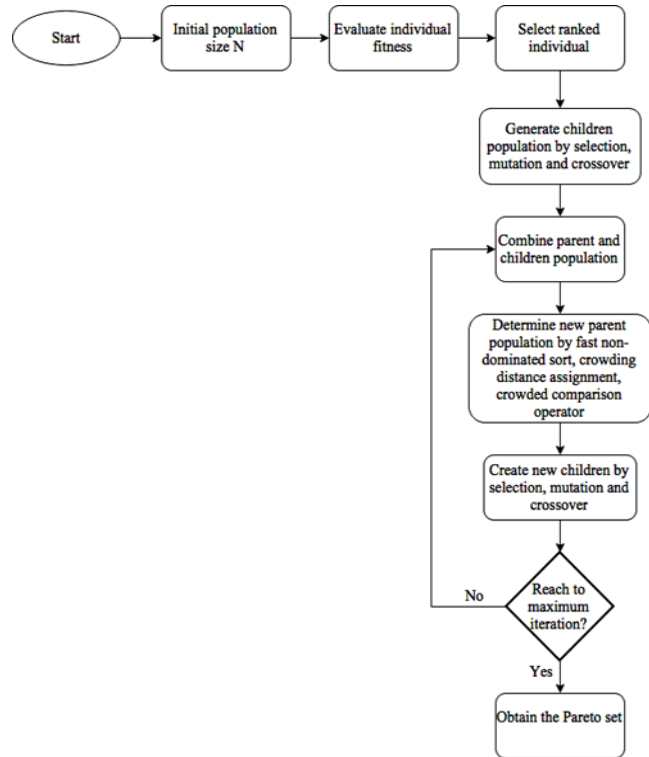 Start
Initial population
size N
Evaluate individual
fitness
Select ranked
individual
Generate children
population by selection,
mutation and crossover
Combine parent and
children population
Determine new parent
population by fast non-
dominated sort, crowding
distance assignment,
crowded comparison
operator
Create new children by
selection, mutation and
crossover
Reach to
maximum
iteration?
No
Yes
Obtain the Pareto set